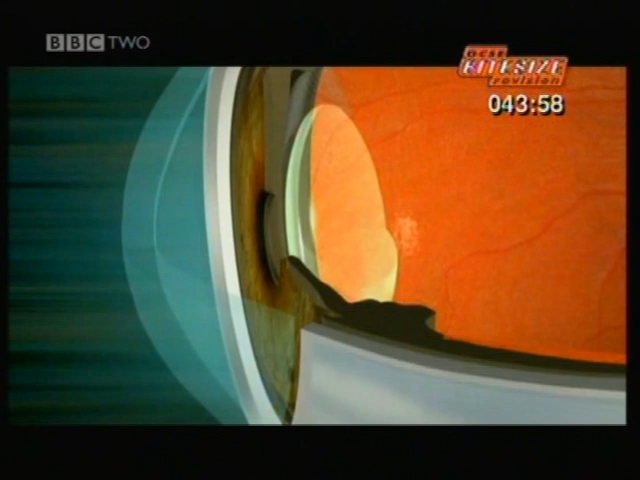 BBC TWO
GCSE
BITESIZE
revision
043:58